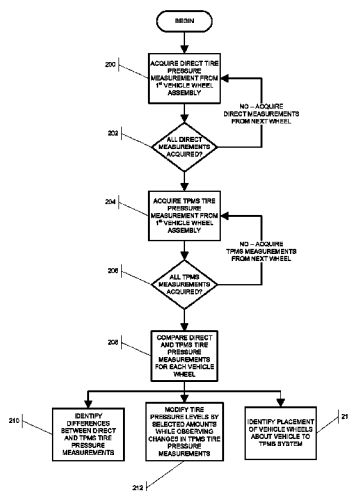 BEGIN
200
ACQUIRE DIRECT TIRE
PRESSURE
MEASUREMENT FROM
1ST VEHICLE WHEEL
ASSEMBLY
NO – ACQUIRE
DIRECT MEASUREMENTS
FROM NEXT WHEEL
202
ALL DIRECT
MEASUREMENTS
ACQUIRED?
204
ACQUIRE TPMS TIRE
PRESSURE
MEASUREMENT FROM
1ST VEHICLE WHEEL
ASSEMBLY
NO – ACQUIRE
TPMS MEASUREMENTS
FROM NEXT WHEEL
206
ALL TPMS
MEASUREMENTS
ACQUIRED?
208
COMPARE DIRECT
AND TPMS TIRE
PRESSURE
MEASUREMENTS
FOR EACH VEHICLE
WHEEL
210
IDENTIFY
DIFFERENCES
BETWEEN DIRECT
AND TPMS TIRE
PRESSURE
MEASUREMENTS
MODIFY TIRE
PRESSURE LEVELS BY
SELECTED AMOUNTS
WHILE OBSERVING
CHANGES IN TPMS TIRE
PRESSURE
MEASUREMENTS
212
IDENTIFY PLACEMENT
OF VEHICLE WHEELS
ABOUT VEHICLE TO
TPMS SYSTEM
21